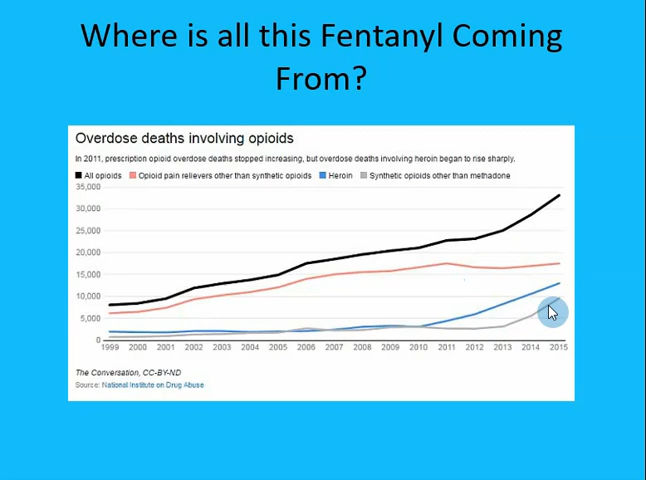 Where is all this Fentanyl Coming
From?
Overdose deaths involving opioids
In 2011, prescription opioid overdose deaths stopped increasing, but overdose deaths involving heroin began to rise sharply.
All opioids Opioid pain relievers other than synthetic opioids Heroin Synthetic opioids other than methadone
35,000
30,000
25,000
20,000
15,000
10,000
5,000
0
1999 2000 2001 2002 2003 2004 2005 2006 2007 2008 2009 2010 2011 2012 2013 2014 2015
The Conversation, CC-BY-ND
Source: National Institute on Drug Abuse